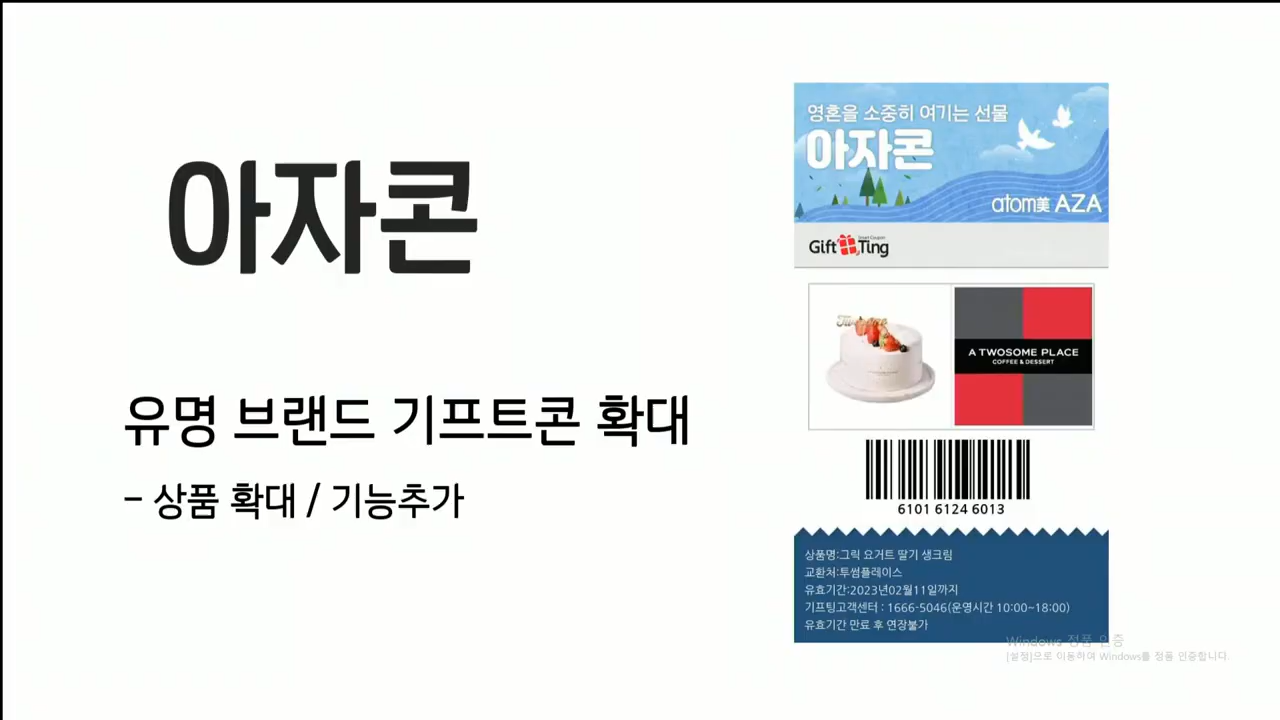 아자콘
유명 브랜드 기프트콘 확대
- 상품 확대 / 기능추가
영혼을 소중히 여기는 선물
아자콘
atom美 AZA
Gift Ting
A TWOSOME PLACE
COFFEE & DESSERT
6101 6124 6013
상품명:그릭 요거트 딸기 생크림
교환처:투썸플레이스
유효기간:2023년02월11일까지
기프팅고객센터 : 1666-5046(운영시간 10:00~18:00)
유효기간 만료 후 연장불가
Windows 정품 인증
[설정]으로 이동하여 Windows를 정품 인증합니다.